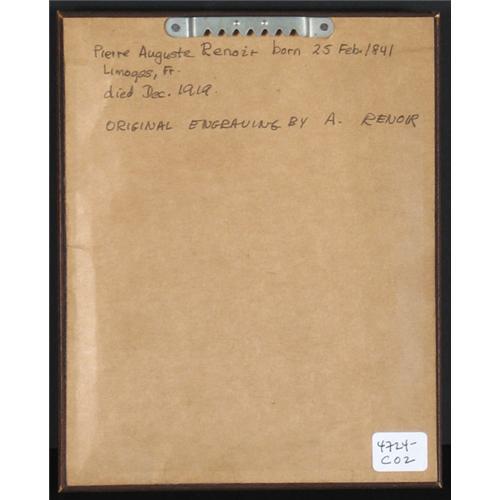 Pierre Auguste Renoir born 25 Feb. 1841
Limoges, Fr.
died Dec. 1919.
ORIGINAL ENGRAVING BY A. RENOIR
4724-
C02